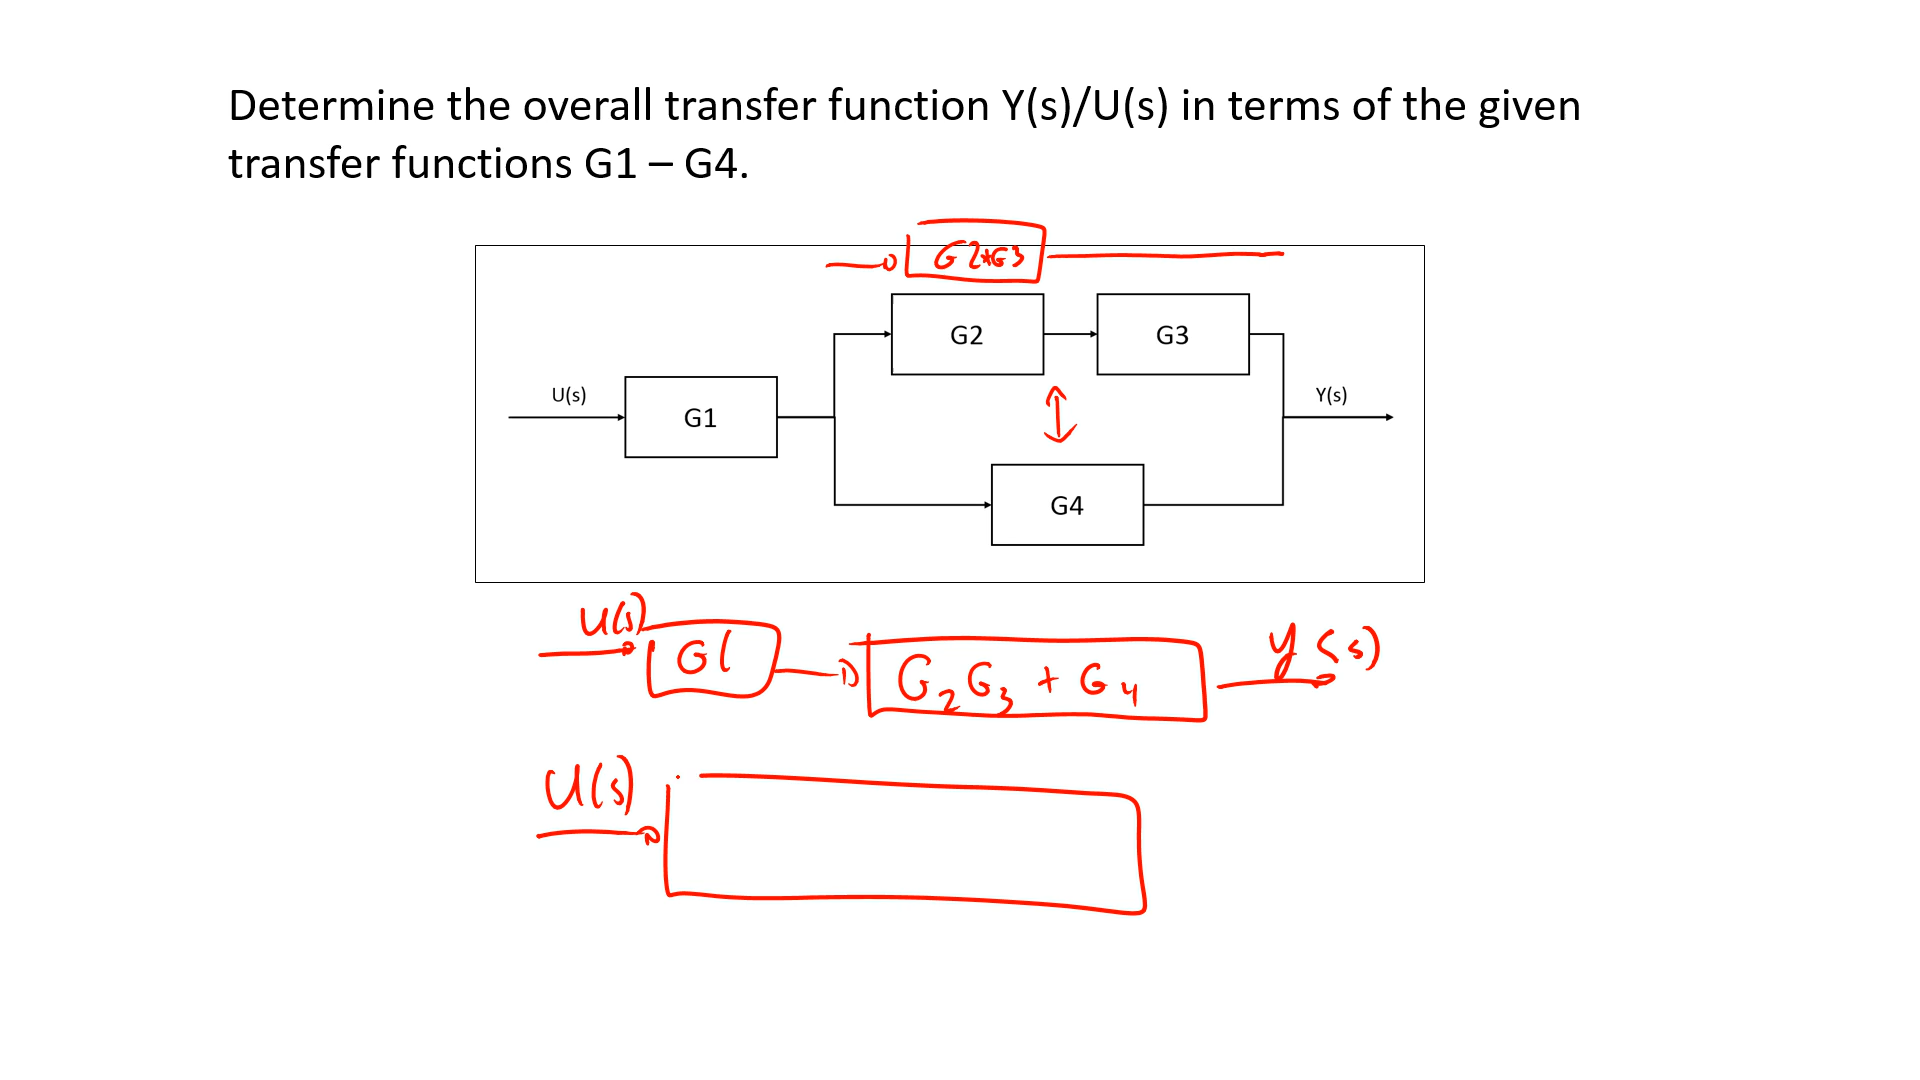 Determine the overall transfer function Y(s)/U(s) in terms of the given
transfer functions G1 – G4.
G2*G3
G2
G3
U(s)
G1
Y(s)
G4
U(s)
G1
G2G3 + G4
y(s)
U(s)